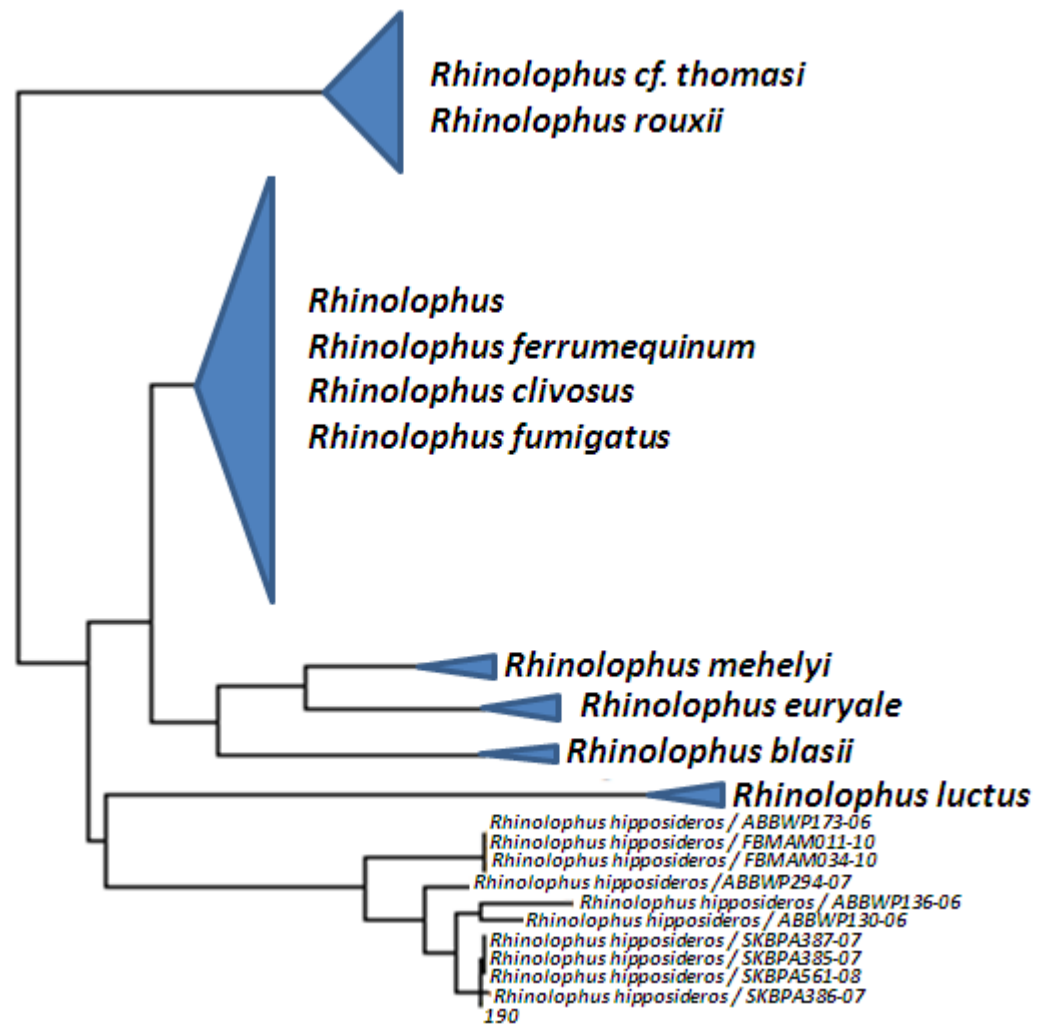 Rhinolophus cf. thomasi
Rhinolophus rouxii
Rhinolophus
Rhinolophus ferrumequinum
Rhinolophus clivosus
Rhinolophus fumigatus
Rhinolophus mehelyi
Rhinolophus euryale
Rhinolophus blasii
Rhinolophus luctus
Rhinolophus hipposideros / ABBWP173-06
Rhinolophus hipposideros / FBMAM011-10
Rhinolophus hipposideros / FBMAM034-10
Rhinolophus hipposideros /ABBWP294-07
Rhinolophus hipposideros / ABBWP136-06
Rhinolophus hipposideros / ABBWP130-06
Rhinolophus hipposideros / SKBPA387-07
Rhinolophus hipposideros / SKBPA385-07
Rhinolophus hipposideros / SKBPA561-08
Rhinolophus hipposideros / SKBPA386-07
190